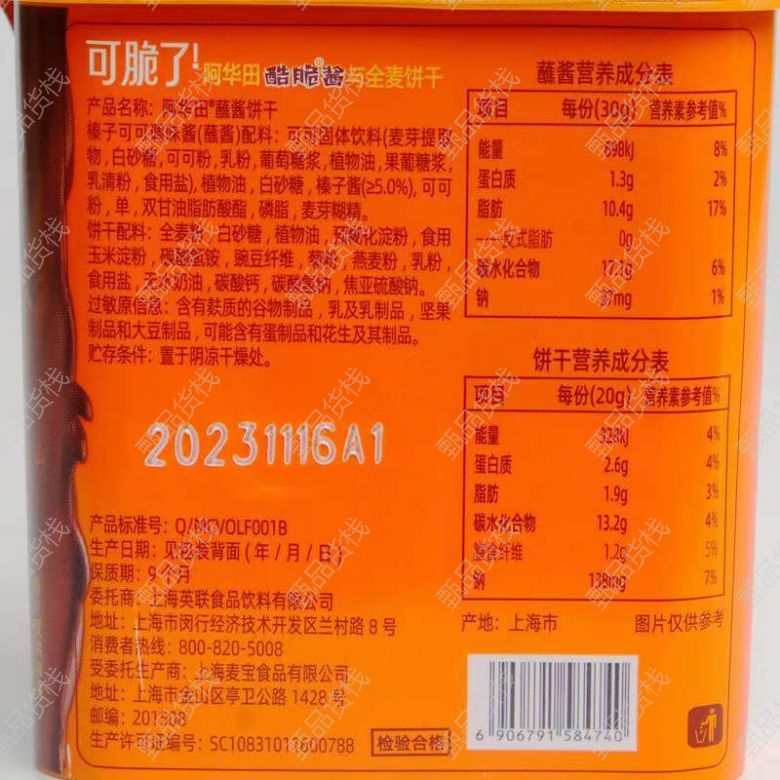 可脆了!
阿华田酷脆酱与全麦饼干
产品名称：阿华田®蘸酱饼干
榛子可可风味酱(蘸酱)配料：可可固体饮料(麦芽提取
物，白砂糖，可可粉，乳粉，葡萄糖浆，植物油，果葡糖浆，
乳清粉，食用盐)，植物油，白砂糖，榛子酱(≥5.0%)，可可
粉，单，双甘油脂肪酸酯，磷脂，麦芽糊精。
饼干配料：全麦粉，白砂糖，植物油，预糊化淀粉，食用
玉米淀粉，碳酸氢铵，豌豆纤维，燕麦粉，乳粉，
食用盐，无水奶油，碳酸钙，碳酸氢钠，焦亚硫酸钠。
过敏原信息：含有麸质的谷物制品，乳及乳制品，坚果
制品和大豆制品，可能含有蛋制品和花生及其制品。
贮存条件：置于阴凉干燥处。
20231116A1
产品标准号：Q/MCVOLF001B
生产日期：见包装背面(年/月/日)
保质期：9个月
委托商：上海英联食品饮料有限公司
地址：上海市闵行经济技术开发区兰村路8号
消费者热线：800-820-5008
受委托生产商：上海麦宝食品有限公司
地址：上海市金山区亭卫公路1428号
邮编：201508
生产许可证编号：SC10831011600788
检验合格
蘸酱营养成分表
项目 每份(30g) 营养素参考值%
能量 698kJ 8%
蛋白质 1.3g 2%
脂肪 10.4g 17%
——反式脂肪 0g
碳水化合物 17.1g 6%
钠 37mg 1%
饼干营养成分表
项目 每份(20g) 营养素参考值%
能量 328kJ 4%
蛋白质 2.6g 4%
脂肪 1.9g 3%
碳水化合物 13.2g 4%
膳食纤维 1.2g 5%
钠 138mg 7%
产地：上海市 图片仅供参考
6 906791 584740
甄品货栈